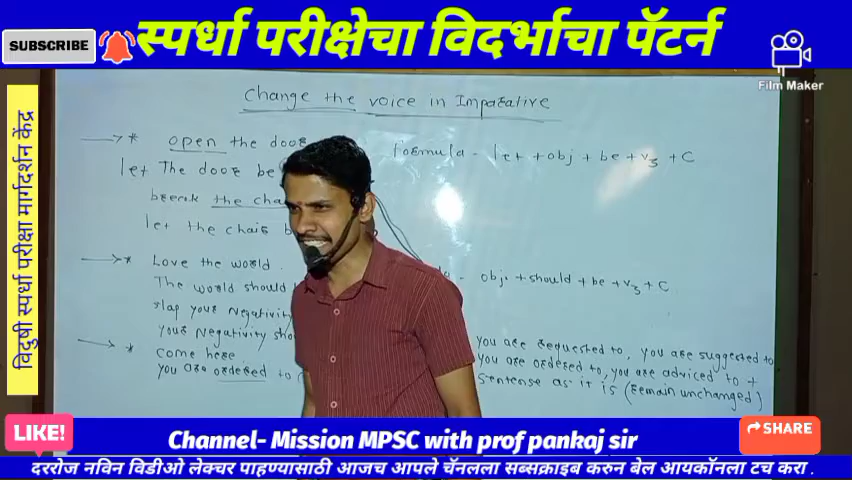 SUBSCRIBE
स्पर्धा परीक्षेचा विदर्भाचा पॅटर्न
Film Maker
विदुषी स्पर्धा परीक्षा मार्गदर्शन केंद्र
Change the voice in Imparative
* open the door
Formula - let + obj + be + v3 + C
let The door be
break the chai
let the chair b
* Love the world.
obj. + should + be + v3 + C
The world should
slap your negativity
your Negativity sho
* come here
you are requested to, you are suggested to
you are ordered to
you are ordered to, you are adviced to +
sentense as it is (remain unchanged)
LIKE!
Channel- Mission MPSC with prof pankaj sir
SHARE
दररोज नविन विडीओ लेक्चर पाहण्यासाठी आजच आपले चॅनलला सब्सक्राइब करुन बेल आयकॉनला टच करा .